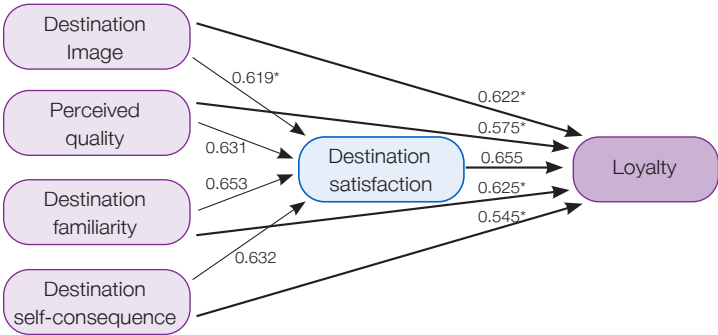 Destination
Image
0.619*
0.622*
Perceived
quality
0.575*
0.631
Destination
satisfaction
0.655
Loyalty
0.653
Destination
familiarity
0.625*
0.545*
0.632
Destination
self-consequence